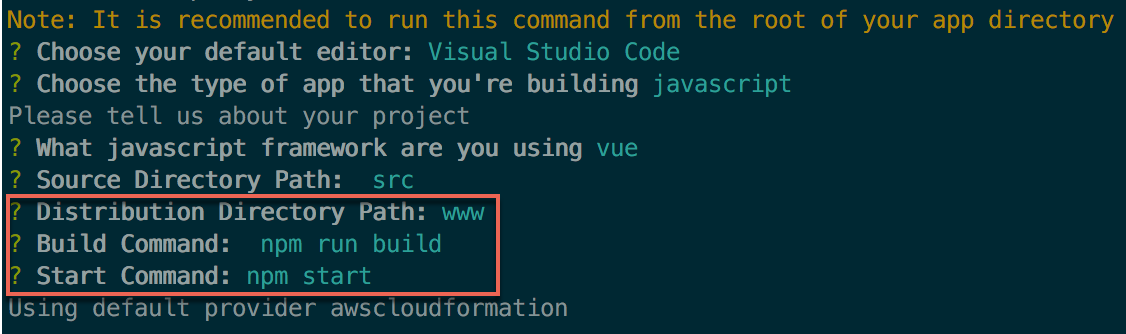 Note: It is recommended to run this command from the root of your app directory
? Choose your default editor: Visual Studio Code
? Choose the type of app that you're building javascript
Please tell us about your project
? What javascript framework are you using vue
? Source Directory Path:  src
? Distribution Directory Path: www
? Build Command:  npm run build
? Start Command: npm start
Using default provider awscloudformation